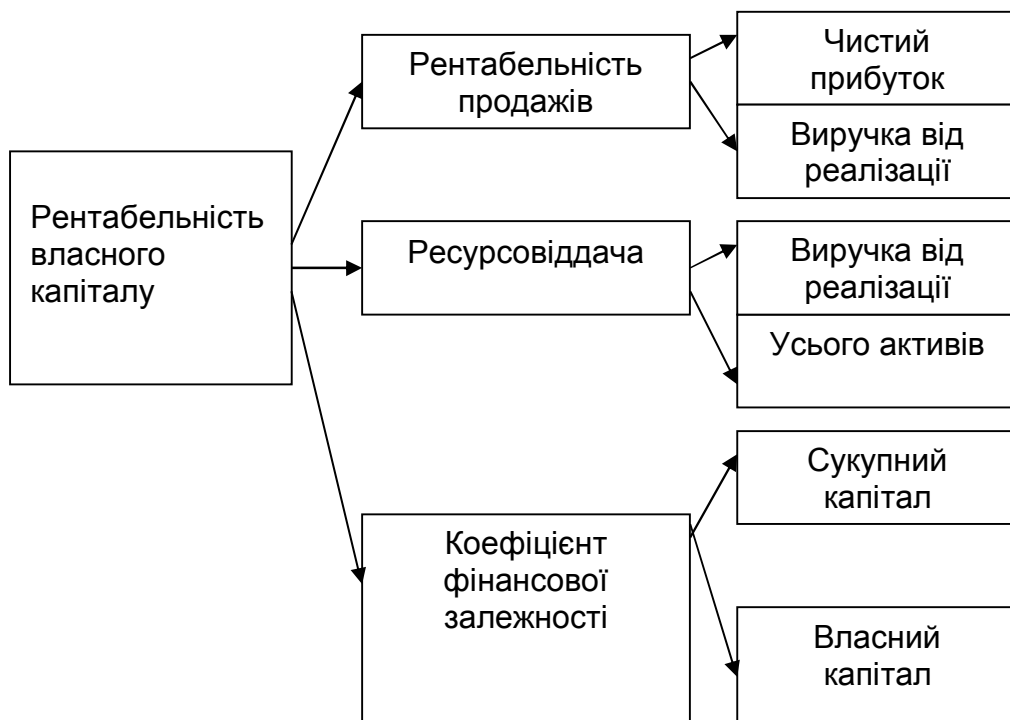 Рентабельність
власного
капіталу
Рентабельність
продажів
Чистий
прибуток
Виручка від
реалізації
Ресурсовіддача
Виручка від
реалізації
Усього активів
Коефіцієнт
фінансової
залежності
Сукупний
капітал
Власний
капітал